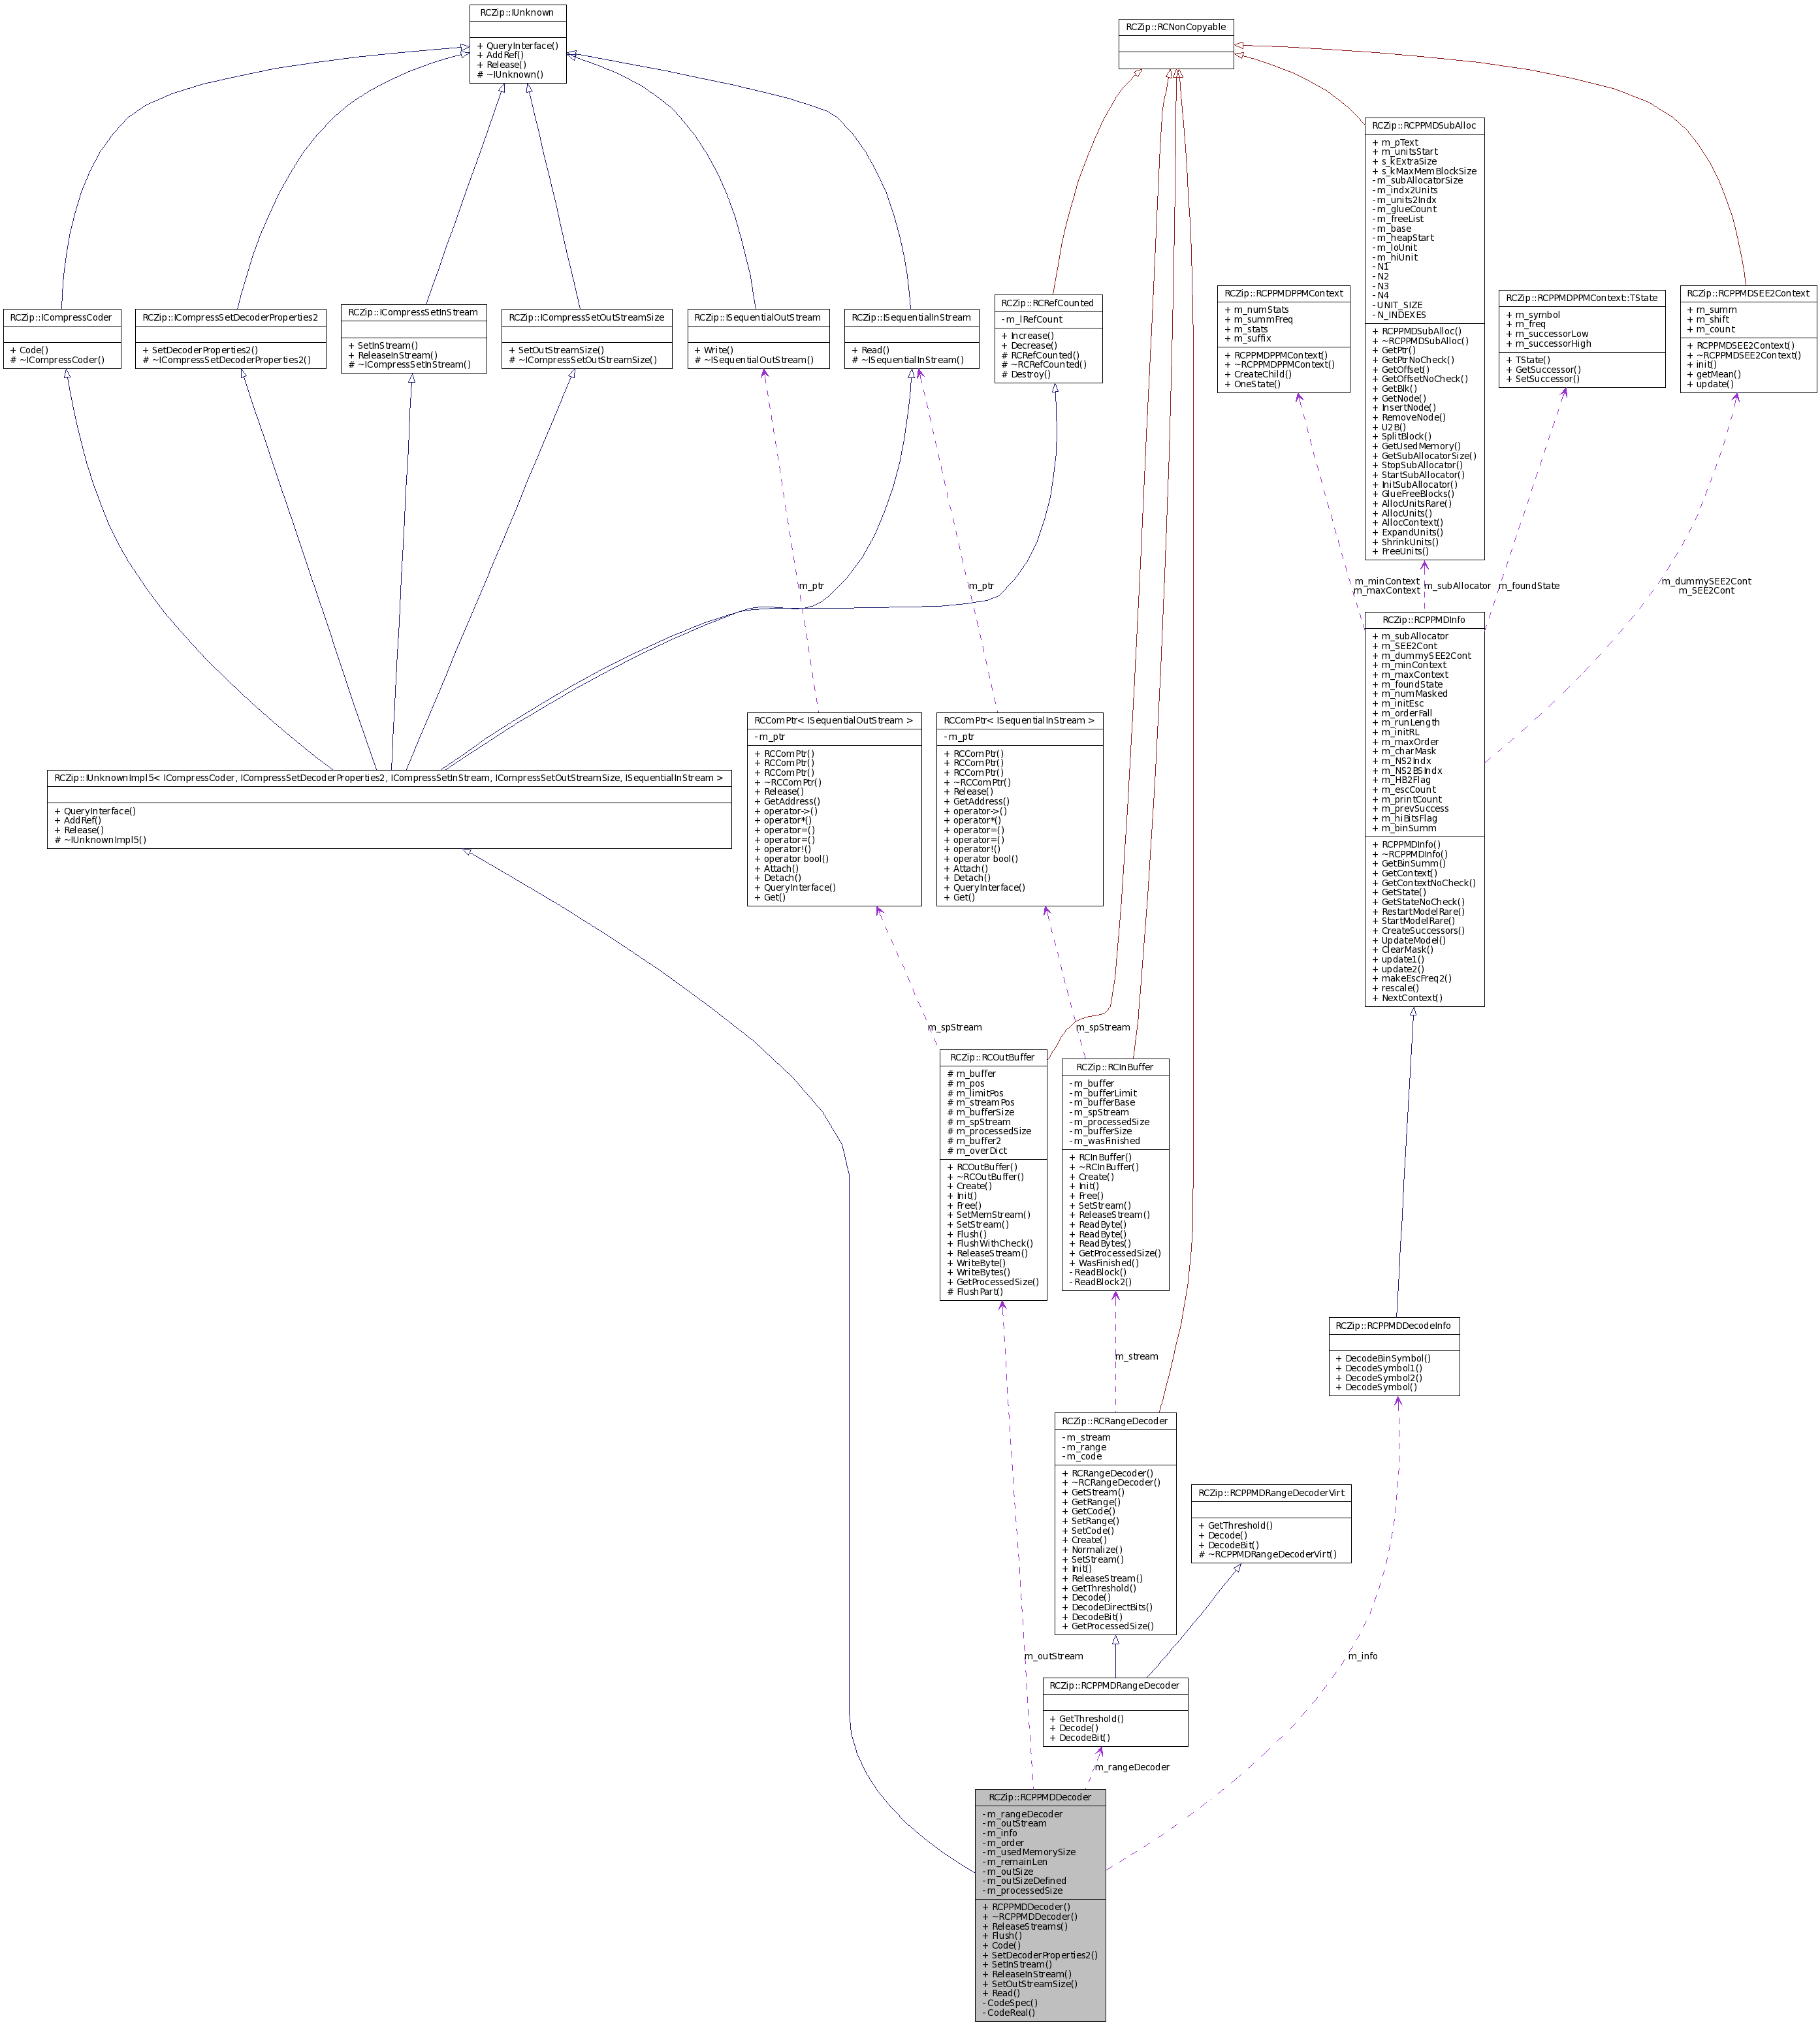 RCZip::IUnknown
+ QueryInterface()
+ AddRef()
+ Release()
# ~IUnknown()
RCZip::RCNonCopyable
RCZip::RCPPMDSubAlloc
+ m_pText
+ m_unitsStart
+ s_kExtraSize
+ s_kMaxMemBlockSize
- m_subAllocatorSize
- m_indx2Units
- m_units2Indx
- m_glueCount
- m_freeList
- m_base
- m_heapStart
- m_loUnit
- m_hiUnit
- N1
- N2
- N3
- N4
- UNIT_SIZE
- N_INDEXES
+ RCPPMDSubAlloc()
+ ~RCPPMDSubAlloc()
+ GetPtr()
+ GetPtrNoCheck()
+ GetOffset()
+ GetOffsetNoCheck()
+ GetBlk()
+ GetNode()
+ InsertNode()
+ RemoveNode()
+ U2B()
+ SplitBlock()
+ GetUsedMemory()
+ GetSubAllocatorSize()
+ StopSubAllocator()
+ StartSubAllocator()
+ InitSubAllocator()
+ GlueFreeBlocks()
+ AllocUnitsRare()
+ AllocUnits()
+ AllocContext()
+ ExpandUnits()
+ ShrinkUnits()
+ FreeUnits()
RCZip::ICompressCoder
+ Code()
# ~ICompressCoder()
RCZip::ICompressSetDecoderProperties2
+ SetDecoderProperties2()
# ~ICompressSetDecoderProperties2()
RCZip::ICompressSetInStream
+ SetInStream()
+ ReleaseInStream()
# ~ICompressSetInStream()
RCZip::ICompressSetOutStreamSize
+ SetOutStreamSize()
# ~ICompressSetOutStreamSize()
RCZip::ISequentialOutStream
+ Write()
# ~ISequentialOutStream()
RCZip::ISequentialInStream
+ Read()
# ~ISequentialInStream()
RCZip::RCRefCounted
- m_lRefCount
+ Increase()
+ Decrease()
# RCRefCounted()
# ~RCRefCounted()
# Destroy()
RCZip::RCPPMDPPMContext
+ m_numStats
+ m_summFreq
+ m_stats
+ m_suffix
+ RCPPMDPPMContext()
+ ~RCPPMDPPMContext()
+ CreateChild()
+ OneState()
RCZip::RCPPMDPPMContext::TState
+ m_symbol
+ m_freq
+ m_successorLow
+ m_successorHigh
+ TState()
+ GetSuccessor()
+ SetSuccessor()
RCZip::RCPPMDSEE2Context
+ m_summ
+ m_shift
+ m_count
+ RCPPMDSEE2Context()
+ ~RCPPMDSEE2Context()
+ init()
+ getMean()
+ update()
m_ptr
m_ptr
m_minContext
m_maxContext
m_subAllocator
m_foundState
m_dummySEE2Cont
m_SEE2Cont
RCZip::RCPPMDInfo
+ m_subAllocator
+ m_SEE2Cont
+ m_dummySEE2Cont
+ m_minContext
+ m_maxContext
+ m_foundState
+ m_numMasked
+ m_initEsc
+ m_orderFall
+ m_runLength
+ m_initRL
+ m_maxOrder
+ m_charMask
+ m_NS2Indx
+ m_NS2BSIndx
+ m_HB2Flag
+ m_escCount
+ m_printCount
+ m_prevSuccess
+ m_hiBitsFlag
+ m_binSumm
+ RCPPMDInfo()
+ ~RCPPMDInfo()
+ GetBinSumm()
+ GetContext()
+ GetContextNoCheck()
+ GetState()
+ GetStateNoCheck()
+ RestartModelRare()
+ StartModelRare()
+ CreateSuccessors()
+ UpdateModel()
+ ClearMask()
+ update1()
+ update2()
+ makeEscFreq2()
+ rescale()
+ NextContext()
RCComPtr< ISequentialOutStream >
- m_ptr
+ RCComPtr()
+ RCComPtr()
+ RCComPtr()
+ ~RCComPtr()
+ Release()
+ GetAddress()
+ operator->()
+ operator*()
+ operator=()
+ operator=()
+ operator!()
+ operator bool()
+ Attach()
+ Detach()
+ QueryInterface()
+ Get()
RCComPtr< ISequentialInStream >
- m_ptr
+ RCComPtr()
+ RCComPtr()
+ RCComPtr()
+ ~RCComPtr()
+ Release()
+ GetAddress()
+ operator->()
+ operator*()
+ operator=()
+ operator=()
+ operator!()
+ operator bool()
+ Attach()
+ Detach()
+ QueryInterface()
+ Get()
RCZip::IUnknownImpl5< ICompressCoder, ICompressSetDecoderProperties2, ICompressSetInStream, ICompressSetOutStreamSize, ISequentialInStream >
+ QueryInterface()
+ AddRef()
+ Release()
# ~IUnknownImpl5()
m_spStream
m_spStream
RCZip::RCOutBuffer
# m_buffer
# m_pos
# m_limitPos
# m_streamPos
# m_bufferSize
# m_spStream
# m_processedSize
# m_buffer2
# m_overDict
+ RCOutBuffer()
+ ~RCOutBuffer()
+ Create()
+ Init()
+ Free()
+ SetMemStream()
+ SetStream()
+ Flush()
+ FlushWithCheck()
+ ReleaseStream()
+ WriteByte()
+ WriteBytes()
+ GetProcessedSize()
# FlushPart()
RCZip::RCInBuffer
- m_buffer
- m_bufferLimit
- m_bufferBase
- m_spStream
- m_processedSize
- m_bufferSize
- m_wasFinished
+ RCInBuffer()
+ ~RCInBuffer()
+ Create()
+ Init()
+ Free()
+ SetStream()
+ ReleaseStream()
+ ReadByte()
+ ReadByte()
+ ReadBytes()
+ GetProcessedSize()
+ WasFinished()
- ReadBlock()
- ReadBlock2()
RCZip::RCPPMDDecodeInfo
+ DecodeBinSymbol()
+ DecodeSymbol1()
+ DecodeSymbol2()
+ DecodeSymbol()
m_stream
RCZip::RCRangeDecoder
- m_stream
- m_range
- m_code
+ RCRangeDecoder()
+ ~RCRangeDecoder()
+ GetStream()
+ GetRange()
+ GetCode()
+ SetRange()
+ SetCode()
+ Create()
+ Normalize()
+ SetStream()
+ Init()
+ ReleaseStream()
+ GetThreshold()
+ Decode()
+ DecodeDirectBits()
+ DecodeBit()
+ GetProcessedSize()
RCZip::RCPPMDRangeDecoderVirt
+ GetThreshold()
+ Decode()
+ DecodeBit()
# ~RCPPMDRangeDecoderVirt()
m_outStream
m_info
RCZip::RCPPMDRangeDecoder
+ GetThreshold()
+ Decode()
+ DecodeBit()
m_rangeDecoder
RCZip::RCPPMDDecoder
- m_rangeDecoder
- m_outStream
- m_info
- m_order
- m_usedMemorySize
- m_remainLen
- m_outSize
- m_outSizeDefined
- m_processedSize
+ RCPPMDDecoder()
+ ~RCPPMDDecoder()
+ ReleaseStreams()
+ Flush()
+ Code()
+ SetDecoderProperties2()
+ SetInStream()
+ ReleaseInStream()
+ SetOutStreamSize()
+ Read()
- CodeSpec()
- CodeReal()